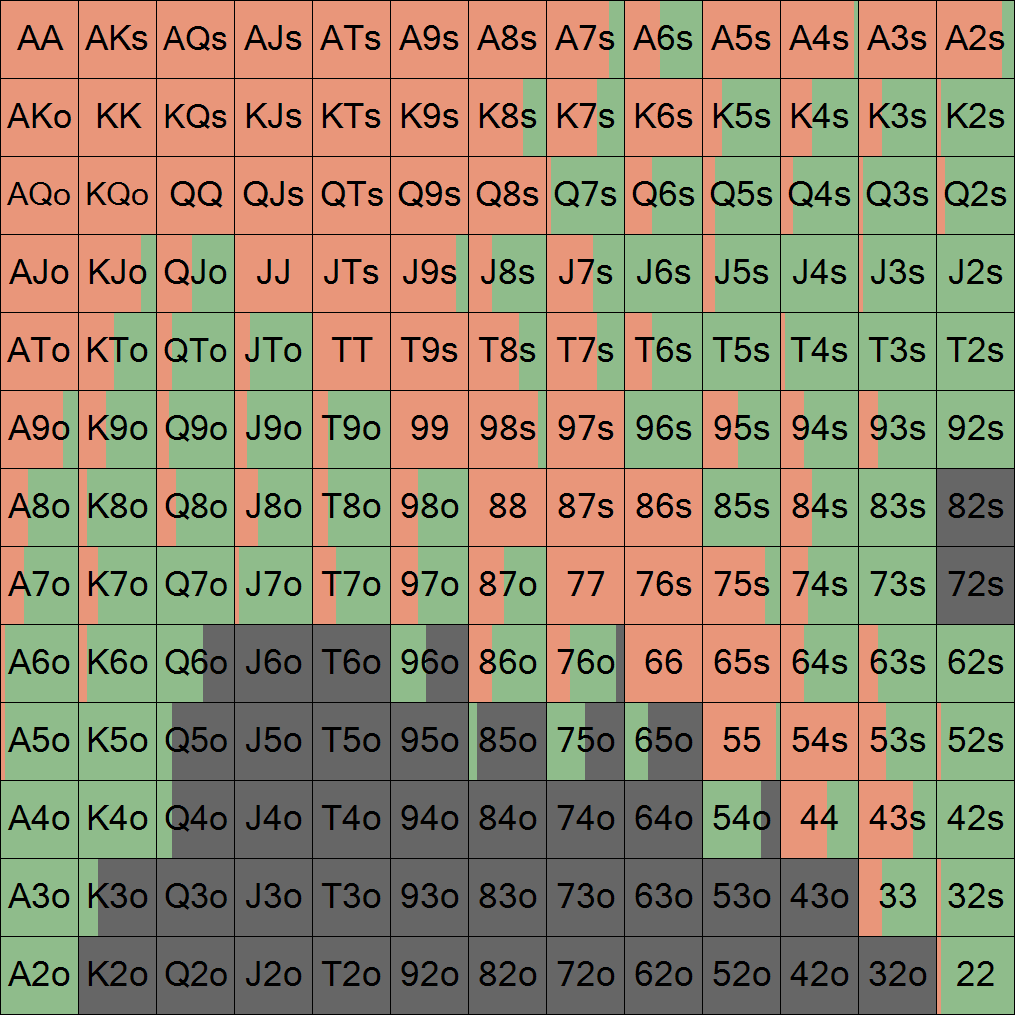 AA AKs AQs AJs ATs A9s A8s A7s A6s A5s A4s A3s A2s
AKo KK KQs KJs KTs K9s K8s K7s K6s K5s K4s K3s K2s
AQo KQo QQ QJs QTs Q9s Q8s Q7s Q6s Q5s Q4s Q3s Q2s
AJo KJo QJo JJ JTs J9s J8s J7s J6s J5s J4s J3s J2s
ATo KTo QTo JTo TT T9s T8s T7s T6s T5s T4s T3s T2s
A9o K9o Q9o J9o T9o 99 98s 97s 96s 95s 94s 93s 92s
A8o K8o Q8o J8o T8o 98o 88 87s 86s 85s 84s 83s 82s
A7o K7o Q7o J7o T7o 97o 87o 77 76s 75s 74s 73s 72s
A6o K6o Q6o J6o T6o 96o 86o 76o 66 65s 64s 63s 62s
A5o K5o Q5o J5o T5o 95o 85o 75o 65o 55 54s 53s 52s
A4o K4o Q4o J4o T4o 94o 84o 74o 64o 54o 44 43s 42s
A3o K3o Q3o J3o T3o 93o 83o 73o 63o 53o 43o 33 32s
A2o K2o Q2o J2o T2o 92o 82o 72o 62o 52o 42o 32o 22